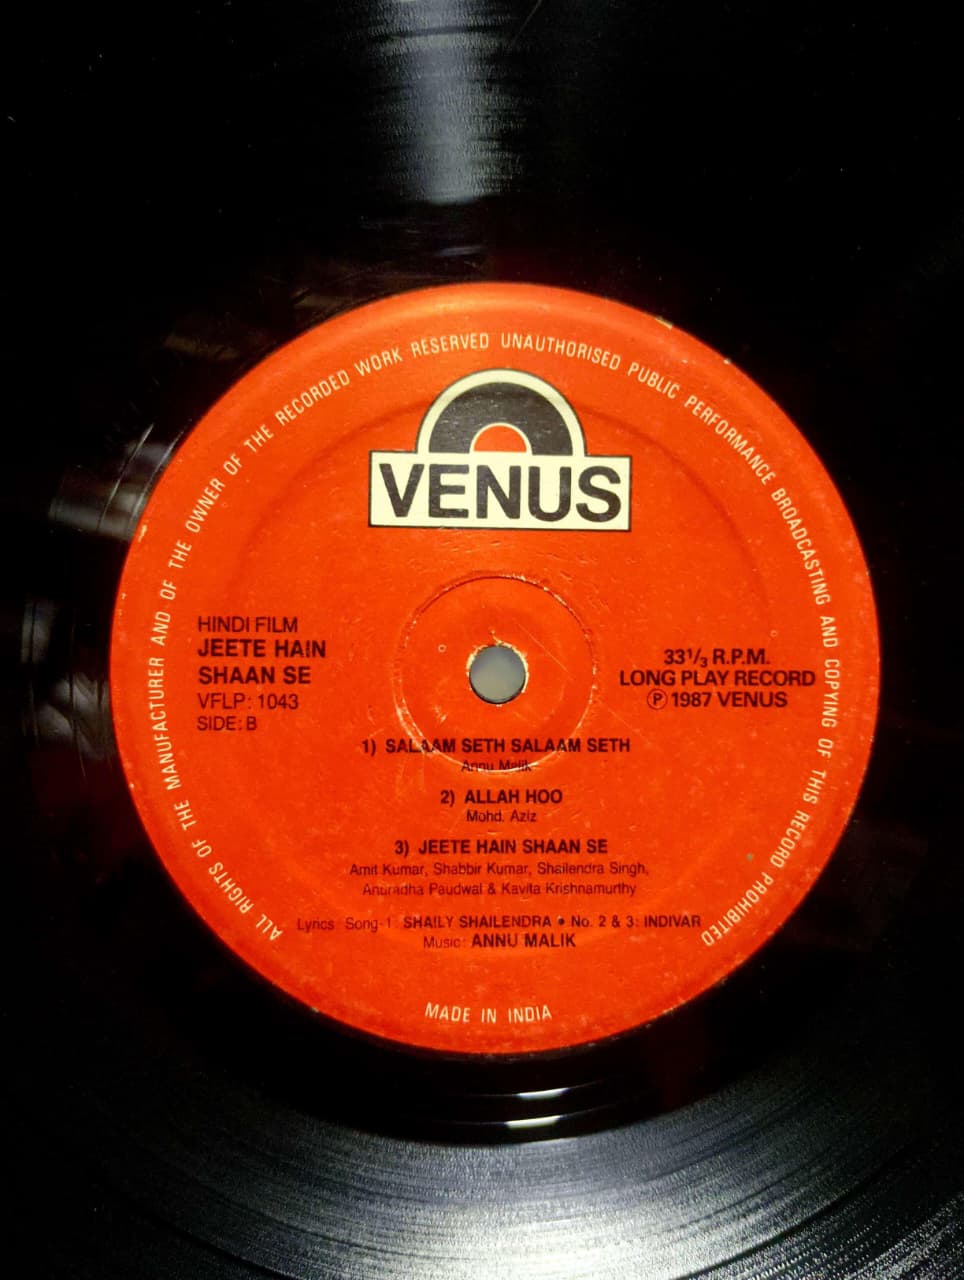 ALL RIGHTS OF THE MANUFACTURER AND OF THE OWNER OF THE RECORDED WORK RESERVED UNAUTHORISED PUBLIC PERFORMANCE BROADCASTING AND COPYING OF THIS RECORD PROHIBITED
VENUS
HINDI FILM
JEETE HAIN
SHAAN SE
VFLP: 1043
SIDE: B
33 1/3 R.P.M.
LONG PLAY RECORD
Ⓟ 1987 VENUS
1) SALAAM SETH SALAAM SETH
Annu Malik
2) ALLAH HOO
Mohd. Aziz
3) JEETE HAIN SHAAN SE
Amit Kumar, Shabbir Kumar, Shailendra Singh,
Anuradha Paudwal & Kavita Krishnamurthy
Lyrics: Song-1: SHAILY SHAILENDRA • No. 2 & 3: INDIVAR
Music: ANNU MALIK
MADE IN INDIA